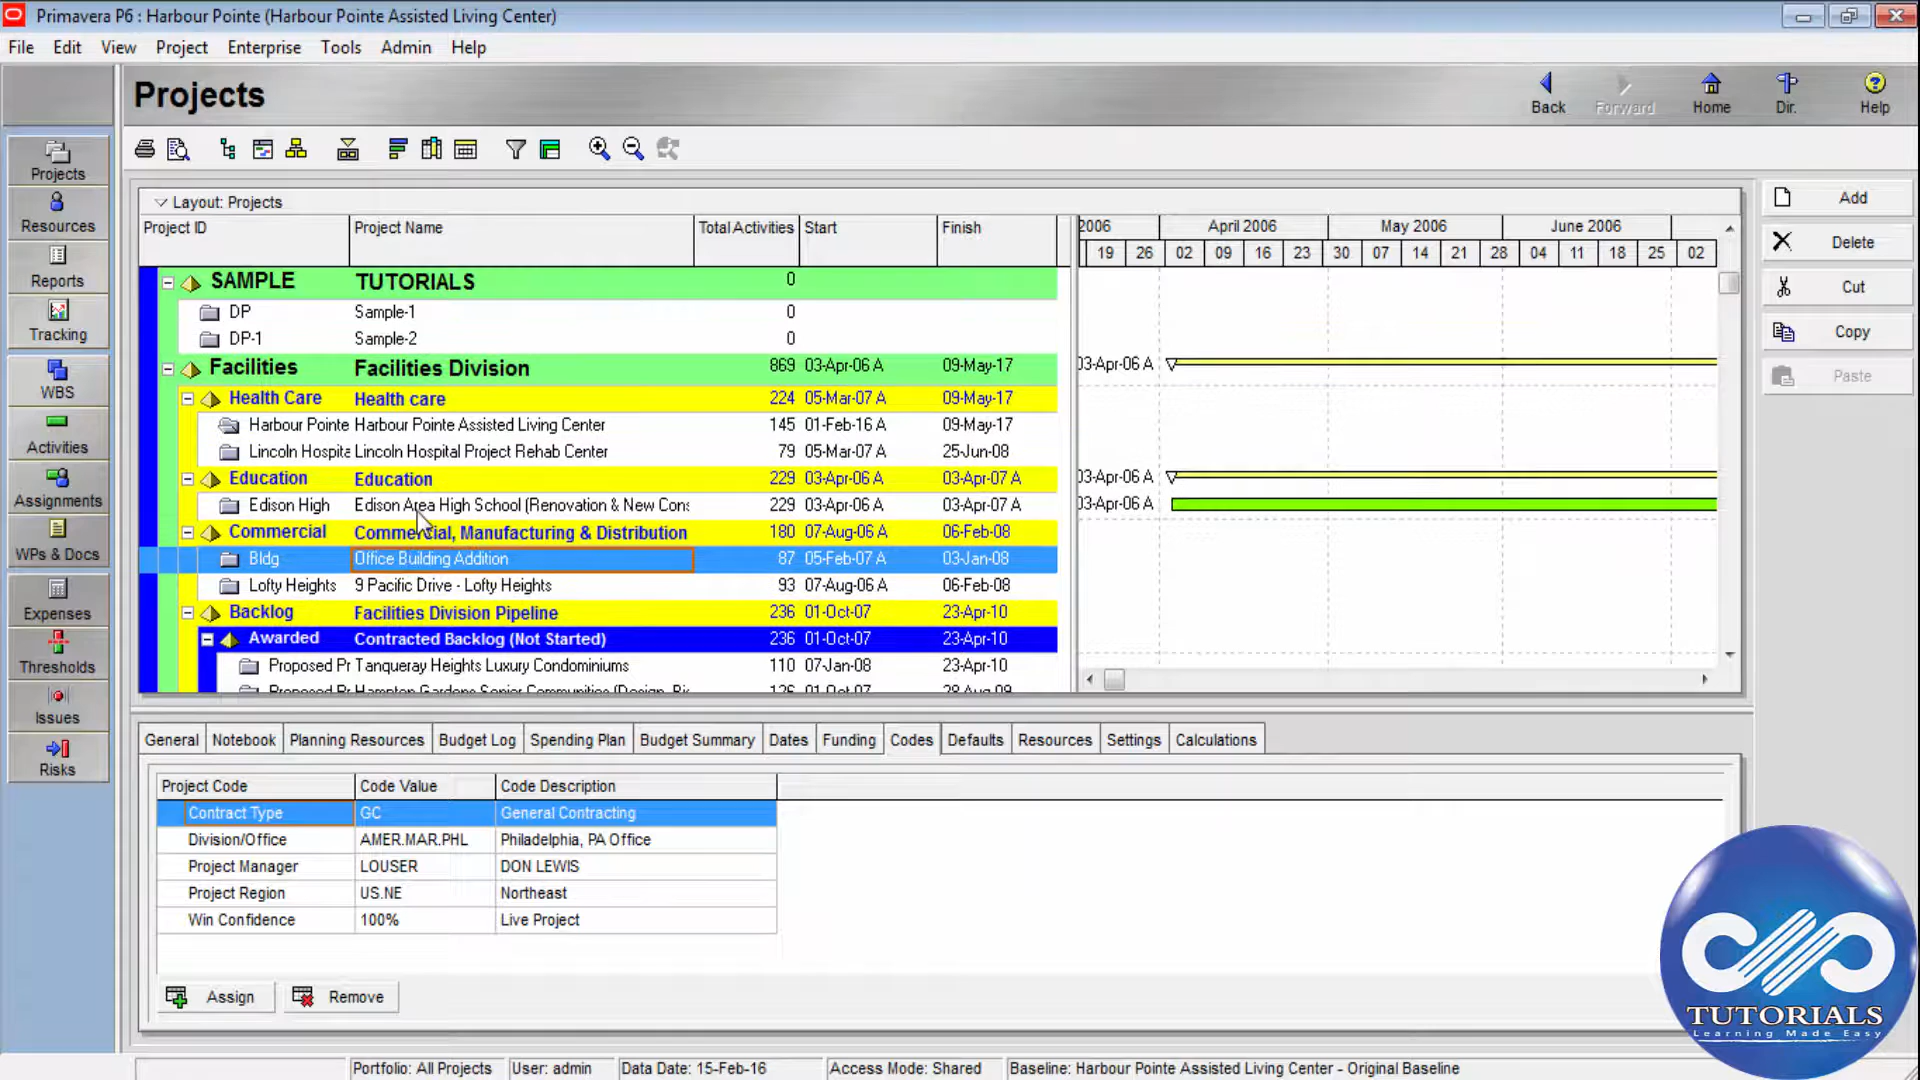 Primavera P6 : Harbour Pointe (Harbour Pointe Assisted Living Center)
File Edit View Project Enterprise Tools Admin Help
Projects
Back Forward Home Dir. Help
Projects
Resources
Reports
Tracking
WBS
Activities
Assignments
WPs & Docs
Expenses
Thresholds
Issues
Risks
Layout: Projects
Project ID Project Name Total Activities Start Finish
2006 April 2006 May 2006 June 2006
19 26 02 09 16 23 30 07 14 21 28 04 11 18 25 02
SAMPLE TUTORIALS 0
DP Sample-1 0
DP-1 Sample-2 0
Facilities Facilities Division 869 03-Apr-06 A 09-May-17 03-Apr-06 A
Health Care Health care 224 05-Mar-07 A 09-May-17
Harbour Pointe Harbour Pointe Assisted Living Center 145 01-Feb-16 A 09-May-17
Lincoln Hospita Lincoln Hospital Project Rehab Center 79 05-Mar-07 A 25-Jun-08
Education Education 229 03-Apr-06 A 03-Apr-07 A 03-Apr-06 A
Edison High Edison Area High School (Renovation & New Cons 229 03-Apr-06 A 03-Apr-07 A 03-Apr-06 A
Commercial Commercial, Manufacturing & Distribution 180 07-Aug-06 A 06-Feb-08
Bldg Office Building Addition 87 05-Feb-07 A 03-Jan-08
Lofty Heights 9 Pacific Drive - Lofty Heights 93 07-Aug-06 A 06-Feb-08
Backlog Facilities Division Pipeline 236 01-Oct-07 23-Apr-10
Awarded Contracted Backlog (Not Started) 236 01-Oct-07 23-Apr-10
Proposed Pr Tanqueray Heights Luxury Condominiums 110 07-Jan-08 23-Apr-10
Proposed Pr Hampton Gardens Senior Communities (Design, Bi 126 01-Oct-07 28-Aug-09
Add
Delete
Cut
Copy
Paste
General Notebook Planning Resources Budget Log Spending Plan Budget Summary Dates Funding Codes Defaults Resources Settings Calculations
Project Code Code Value Code Description
Contract Type GC General Contracting
Division/Office AMER.MAR.PHL Philadelphia, PA Office
Project Manager LOUSER DON LEWIS
Project Region US.NE Northeast
Win Confidence 100% Live Project
Assign Remove
TUTORIALS
Learning Made Easy
Portfolio: All Projects User: admin Data Date: 15-Feb-16 Access Mode: Shared Baseline: Harbour Pointe Assisted Living Center - Original Baseline